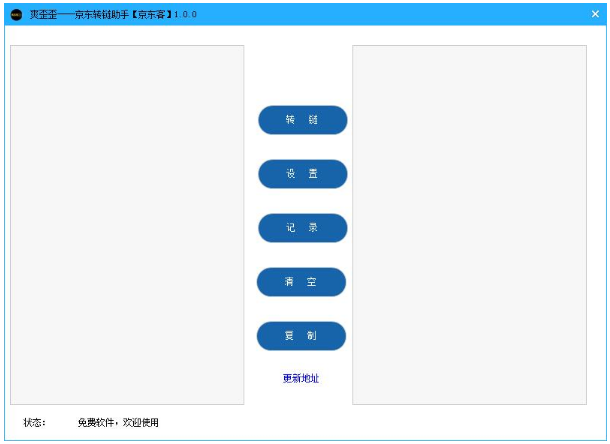 爽歪歪——京东转链助手【京东客】1.0.0
转 链
设 置
记 录
清 空
复 制
更新地址
状态： 免费软件，欢迎使用